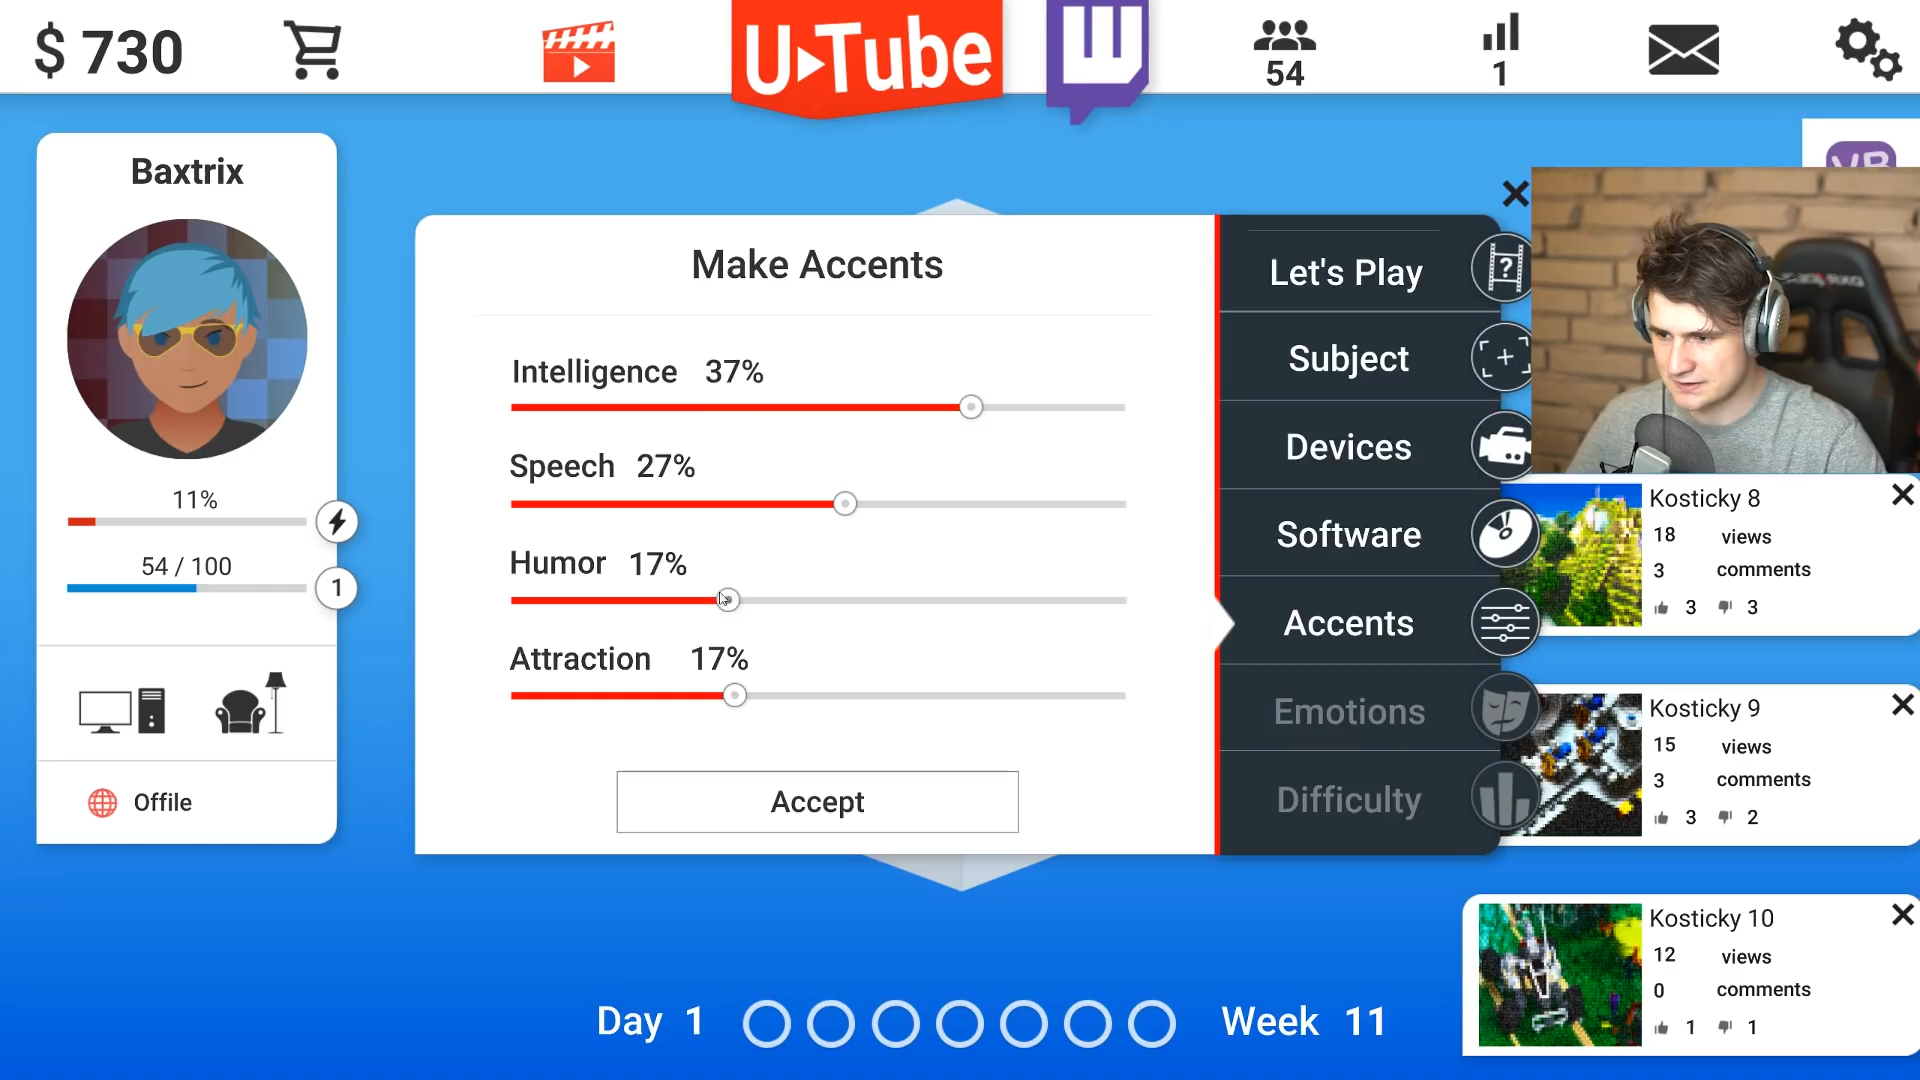 $ 730
U Tube
54
1
Baxtrix
11%
54 / 100
1
Offile
Make Accents
Intelligence 37%
Speech 27%
Humor 17%
Attraction 17%
Accept
Let's Play
Subject
Devices
Software
Accents
Emotions
Difficulty
VB
Kosticky 8
18 views
3 comments
3 3
Kosticky 9
15 views
3 comments
3 2
Kosticky 10
12 views
0 comments
1 1
Day 1
Week 11